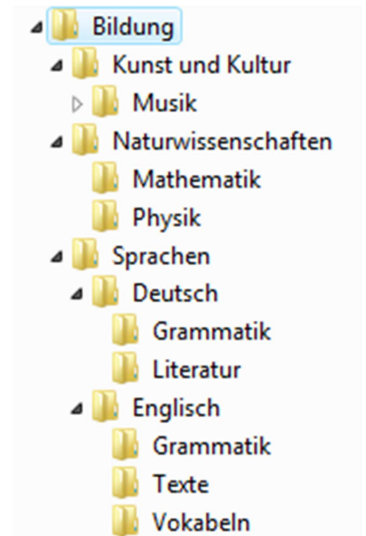 Bildung
Kunst und Kultur
Musik
Naturwissenschaften
Mathematik
Physik
Sprachen
Deutsch
Grammatik
Literatur
Englisch
Grammatik
Texte
Vokabeln